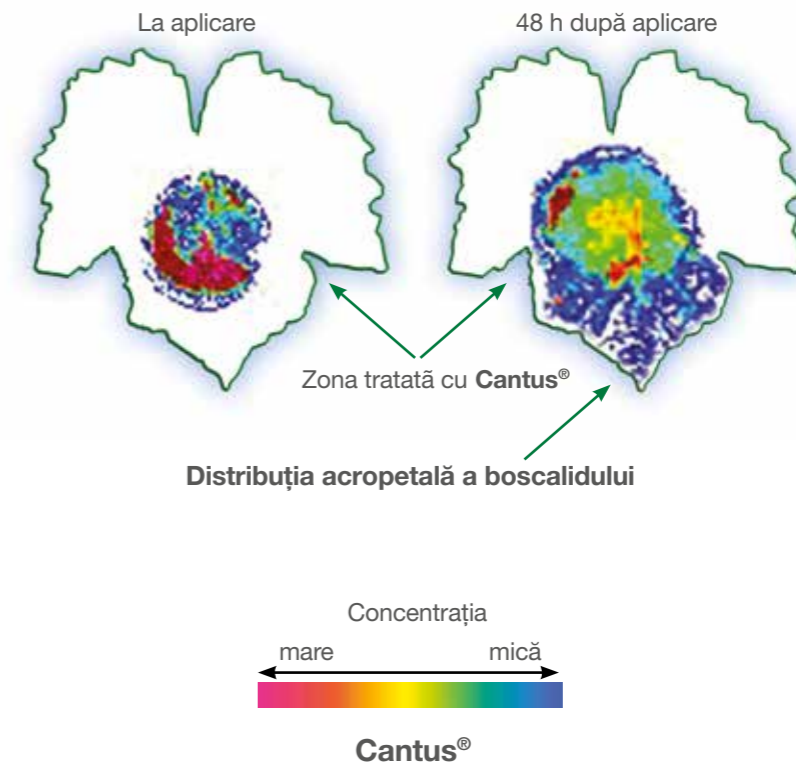 La aplicare
48 h după aplicare
Zona tratată cu Cantus®
Distribuția acropetală a boscalidului
Concentrația
mare mică
Cantus®